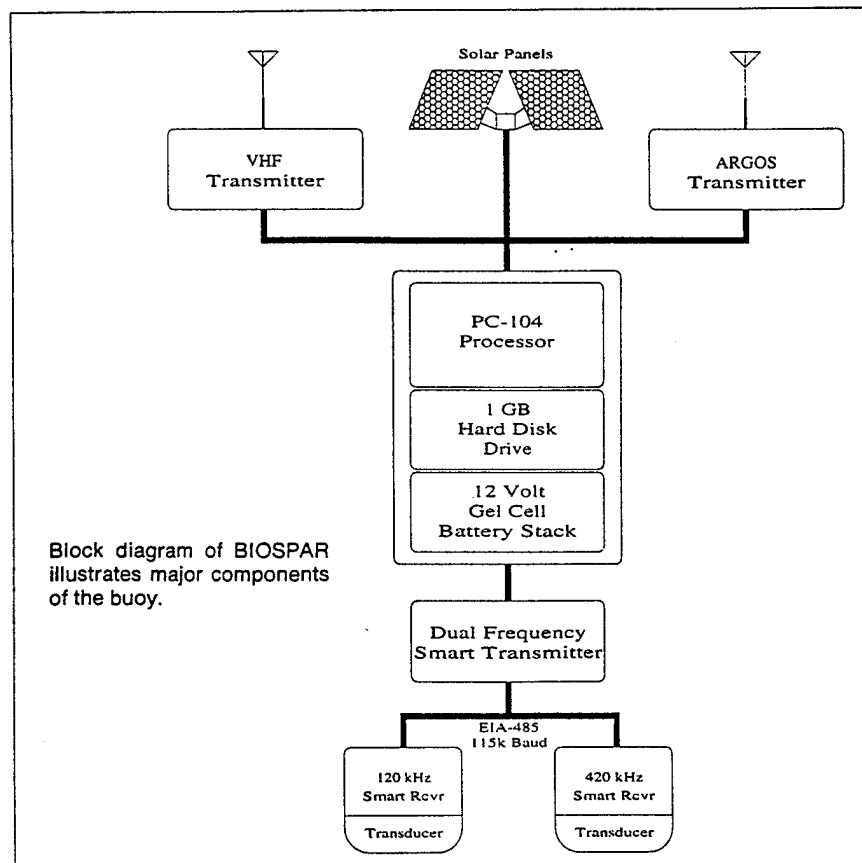 Solar Panels
VHF
Transmitter
ARGOS
Transmitter
PC-104
Processor
1 GB
Hard Disk
Drive
12 Volt
Gel Cell
Battery Stack
Block diagram of BIOSPAR
illustrates major components
of the buoy.
Dual Frequency
Smart Transmitter
EIA-485
115k Baud
120 kHz
Smart Rcvr
Transducer
420 kHz
Smart Rcvr
Transducer